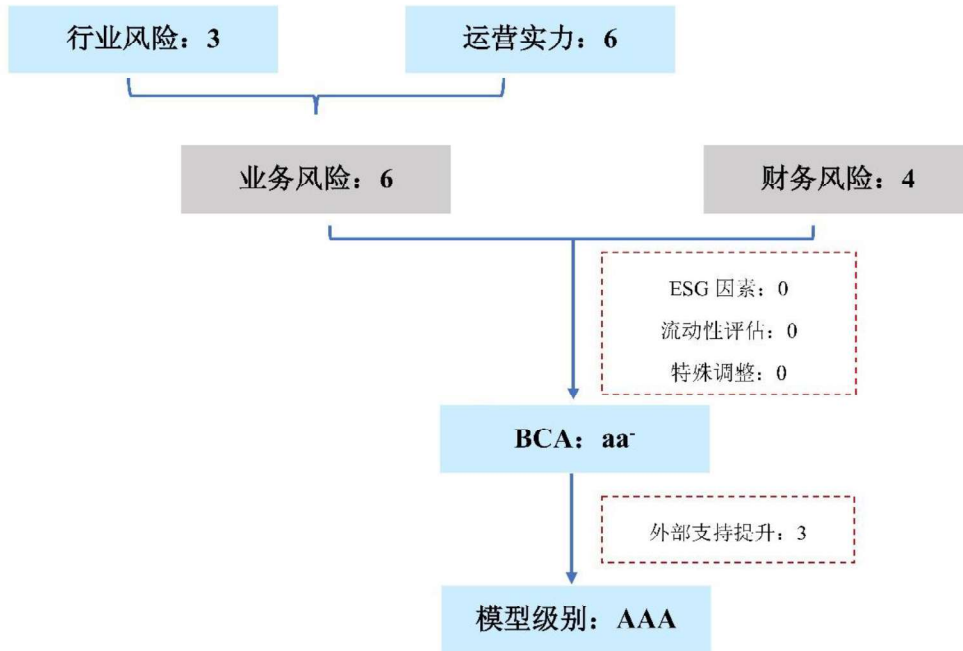 行业风险：3
运营实力：6
业务风险：6
财务风险：4
ESG 因素：0
流动性评估：0
特殊调整：0
BCA：aa-
外部支持提升：3
模型级别：AAA